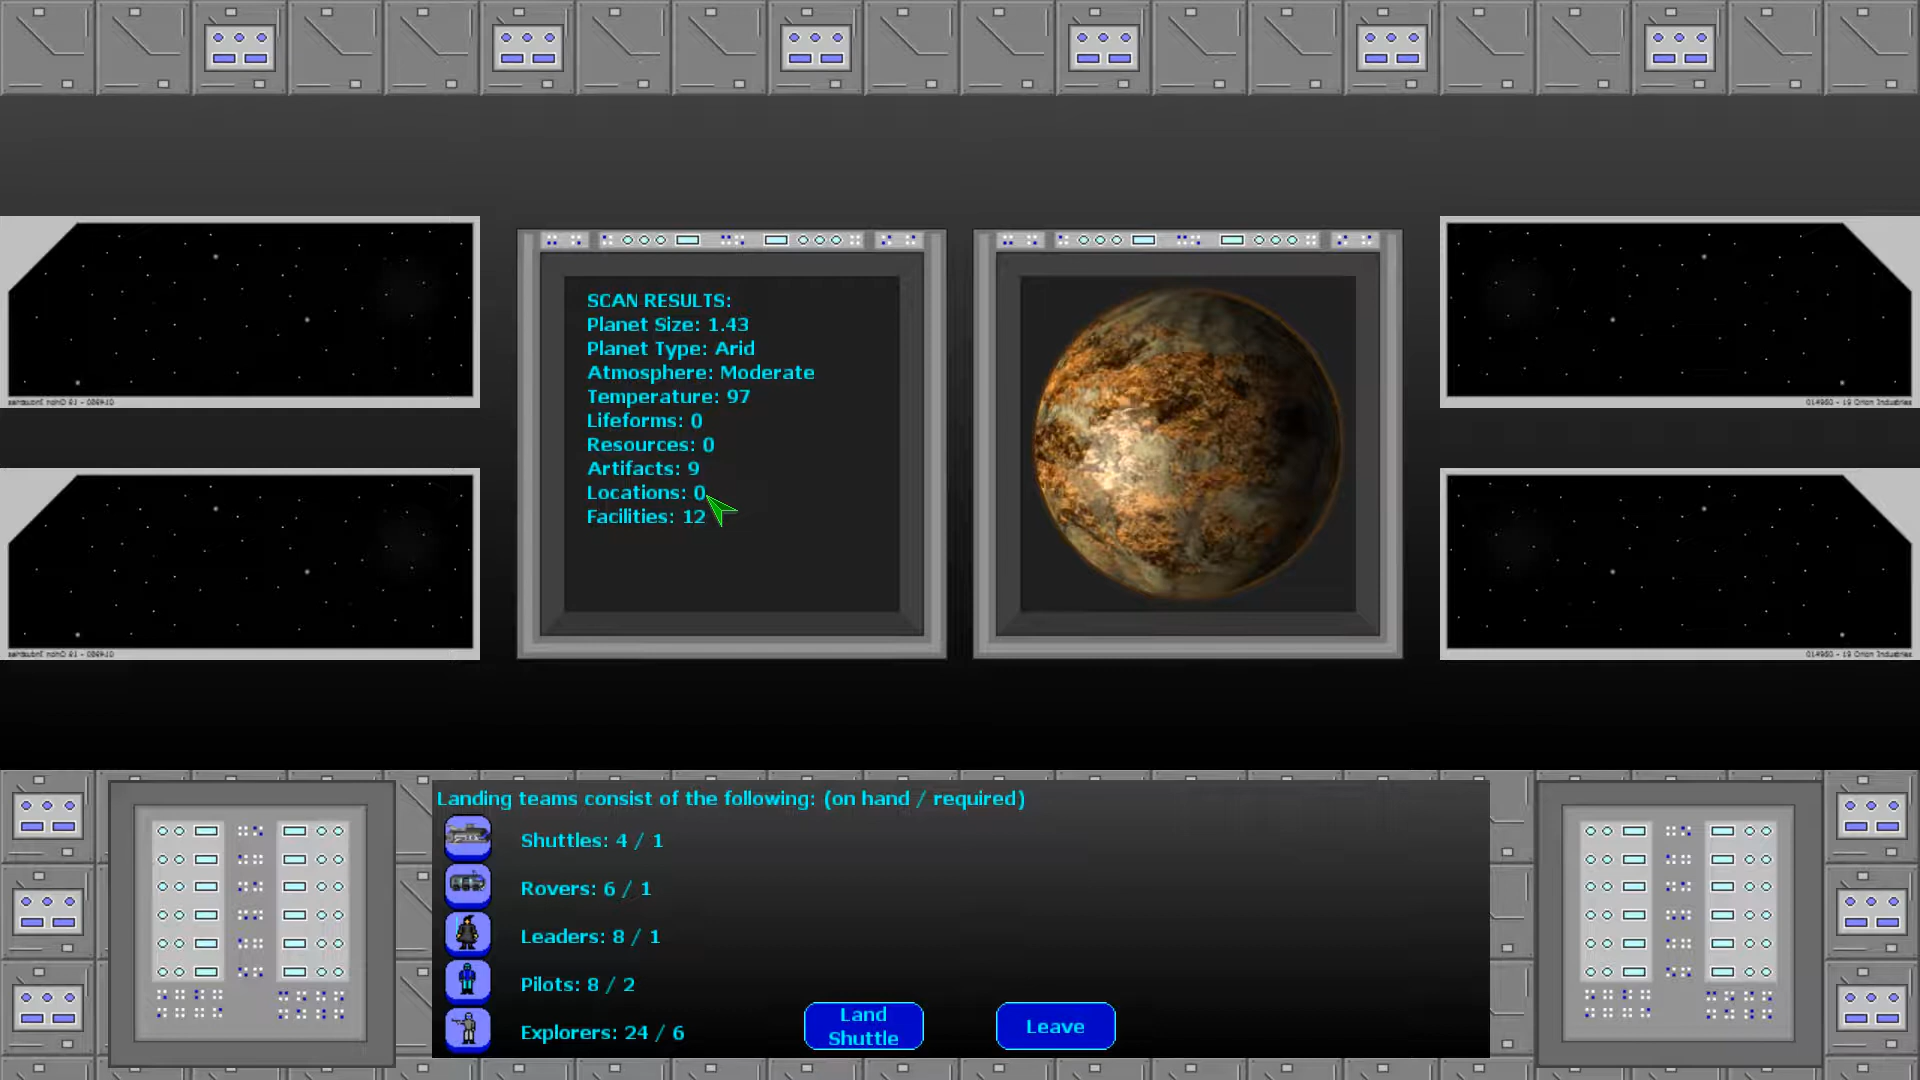 SCAN RESULTS:
Planet Size: 1.43
Planet Type: Arid
Atmosphere: Moderate
Temperature: 97
Lifeforms: 0
Resources: 0
Artifacts: 9
Locations: 0
Facilities: 12
Landing teams consist of the following: (on hand / required)
Shuttles: 4 / 1
Rovers: 6 / 1
Leaders: 8 / 1
Pilots: 8 / 2
Explorers: 24 / 6
Land
Shuttle
Leave